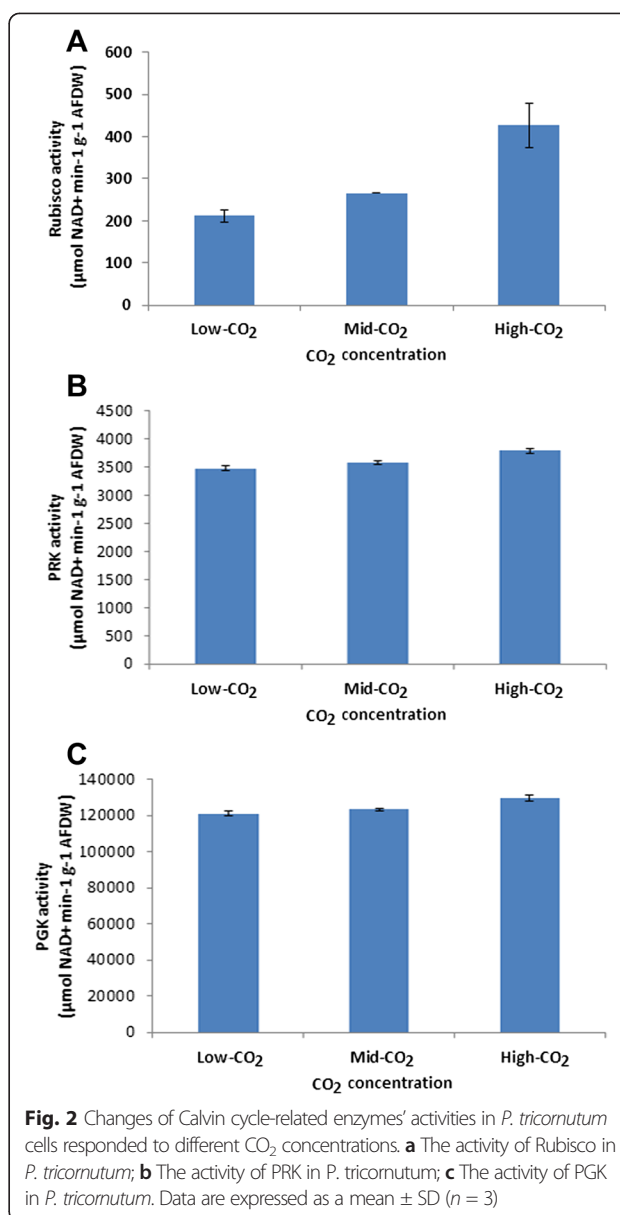 A
600
500
400
300
200
100
0
Rubisco activity
(µmol NAD+ min-1 g-1 AFDW)
Low-CO₂ Mid-CO₂ High-CO₂
CO₂ concentration
B
4500
4000
3500
3000
2500
2000
1500
1000
500
0
PRK activity
(µmol NAD+ min-1 g-1 AFDW)
Low-CO₂ Mid-CO₂ High-CO₂
CO₂ concentration
C
140000
120000
100000
80000
60000
40000
20000
0
PGK activity
(µmol NAD+ min-1 g-1 AFDW)
Low-CO₂ Mid-CO₂ High-CO₂
CO₂ concentration
Fig. 2 Changes of Calvin cycle-related enzymes’ activities in P. tricornutum
cells responded to different CO₂ concentrations. a The activity of Rubisco in
P. tricornutum; b The activity of PRK in P. tricornutum; c The activity of PGK
in P. tricornutum. Data are expressed as a mean ± SD (n = 3)